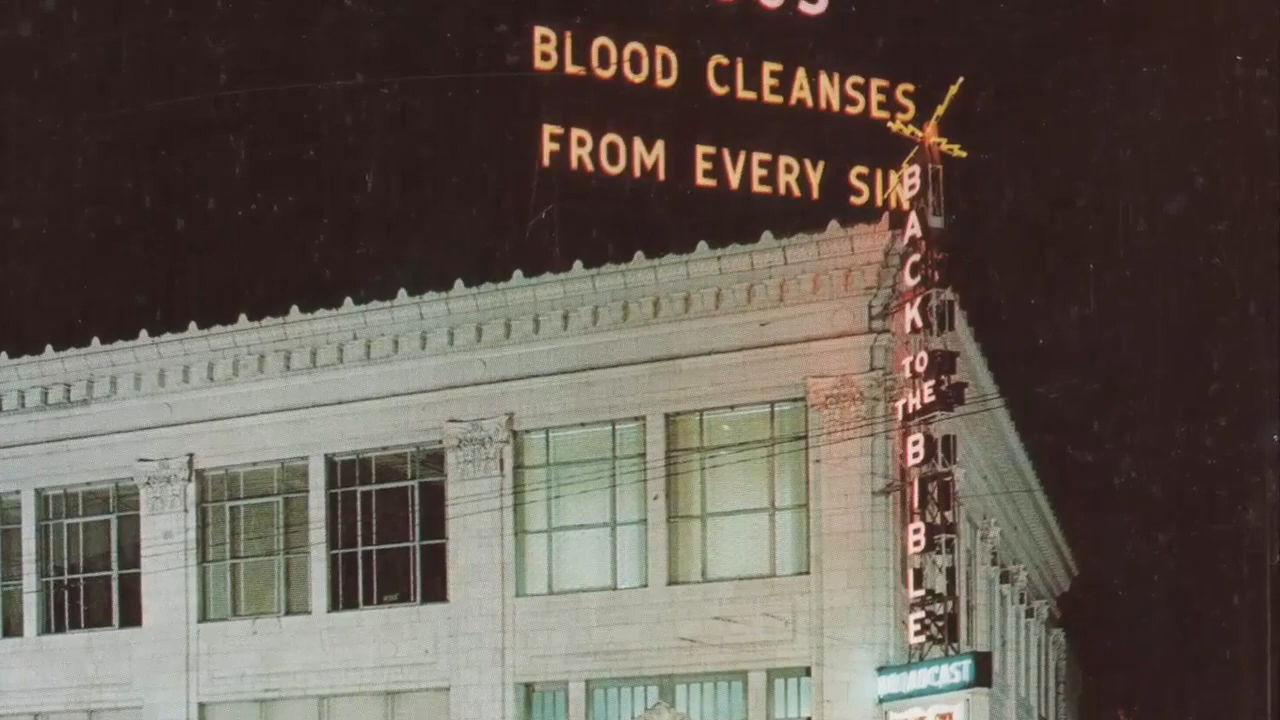 BLOOD CLEANSES
FROM EVERY SIN
BACK
TO
THE
BIBLE
BROADCAST